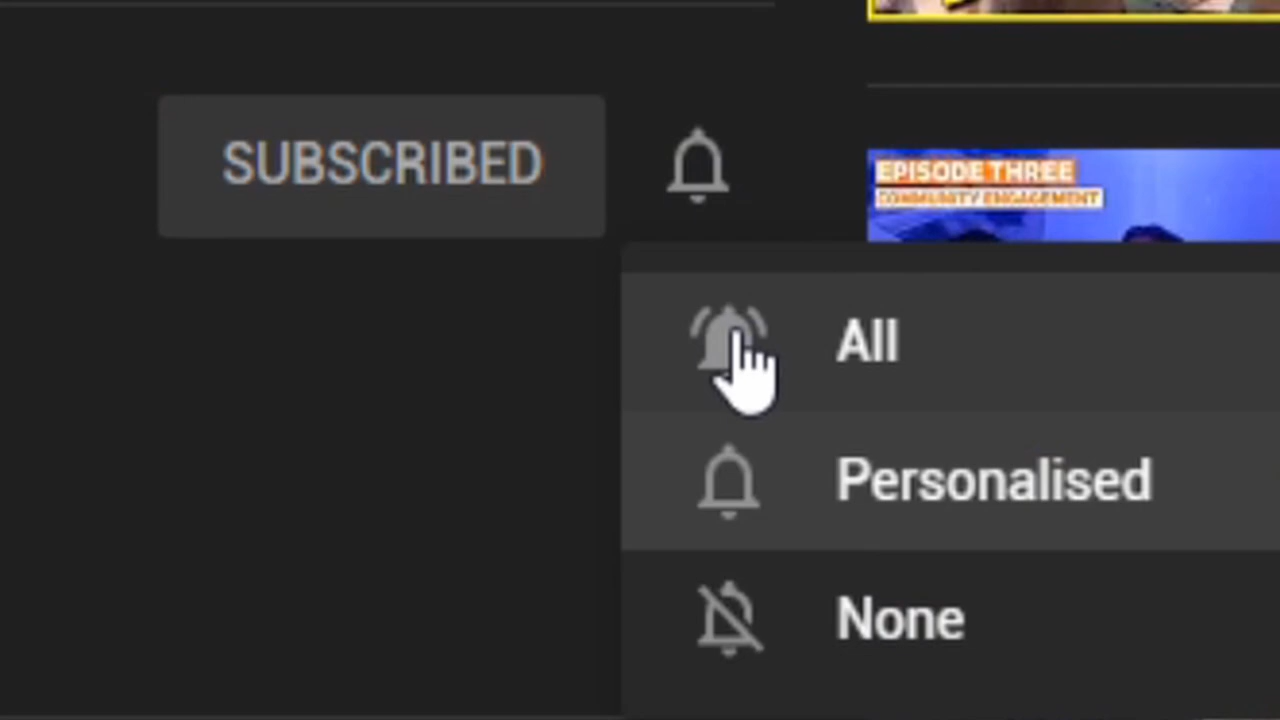 SUBSCRIBED
EPISODE THREE
COMMUNITY ENGAGEMENT
All
Personalised
None